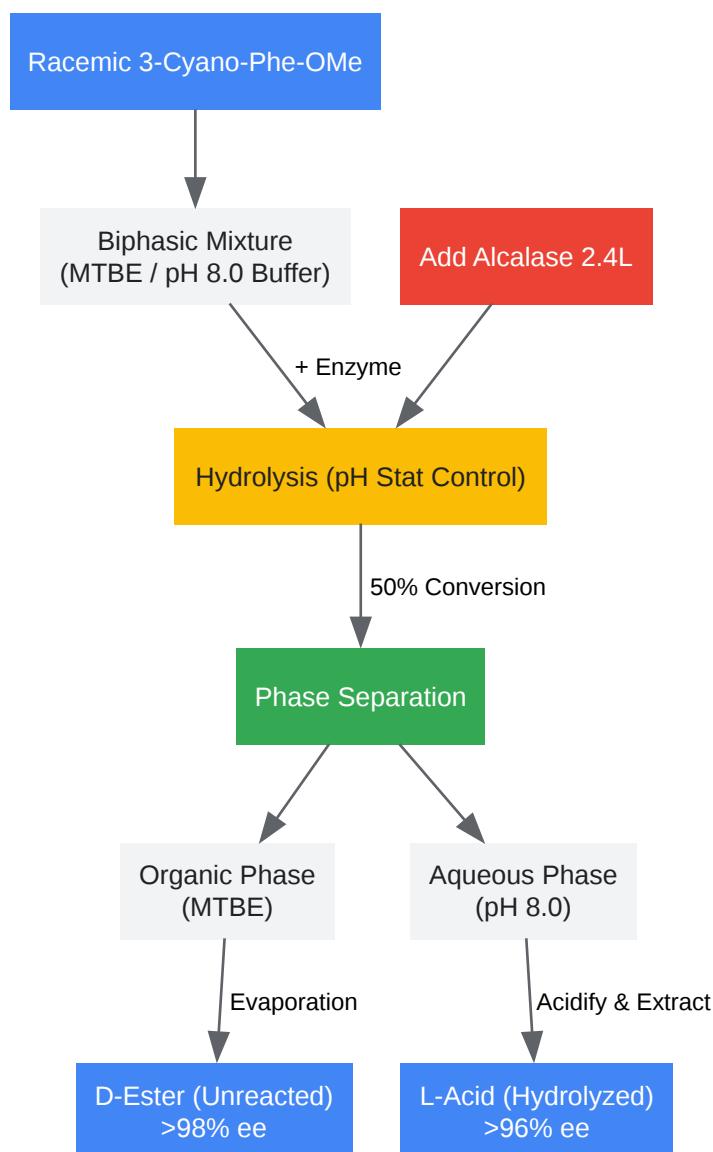 Racemic 3-Cyano-Phe-OMe
Biphasic Mixture
(MTBE / pH 8.0 Buffer)
Add Alcalase 2.4L
+ Enzyme
Hydrolysis (pH Stat Control)
50% Conversion
Phase Separation
Organic Phase
(MTBE)
Aqueous Phase
(pH 8.0)
Evaporation
Acidify & Extract
D-Ester (Unreacted)
>98% ee
L-Acid (Hydrolyzed)
>96% ee